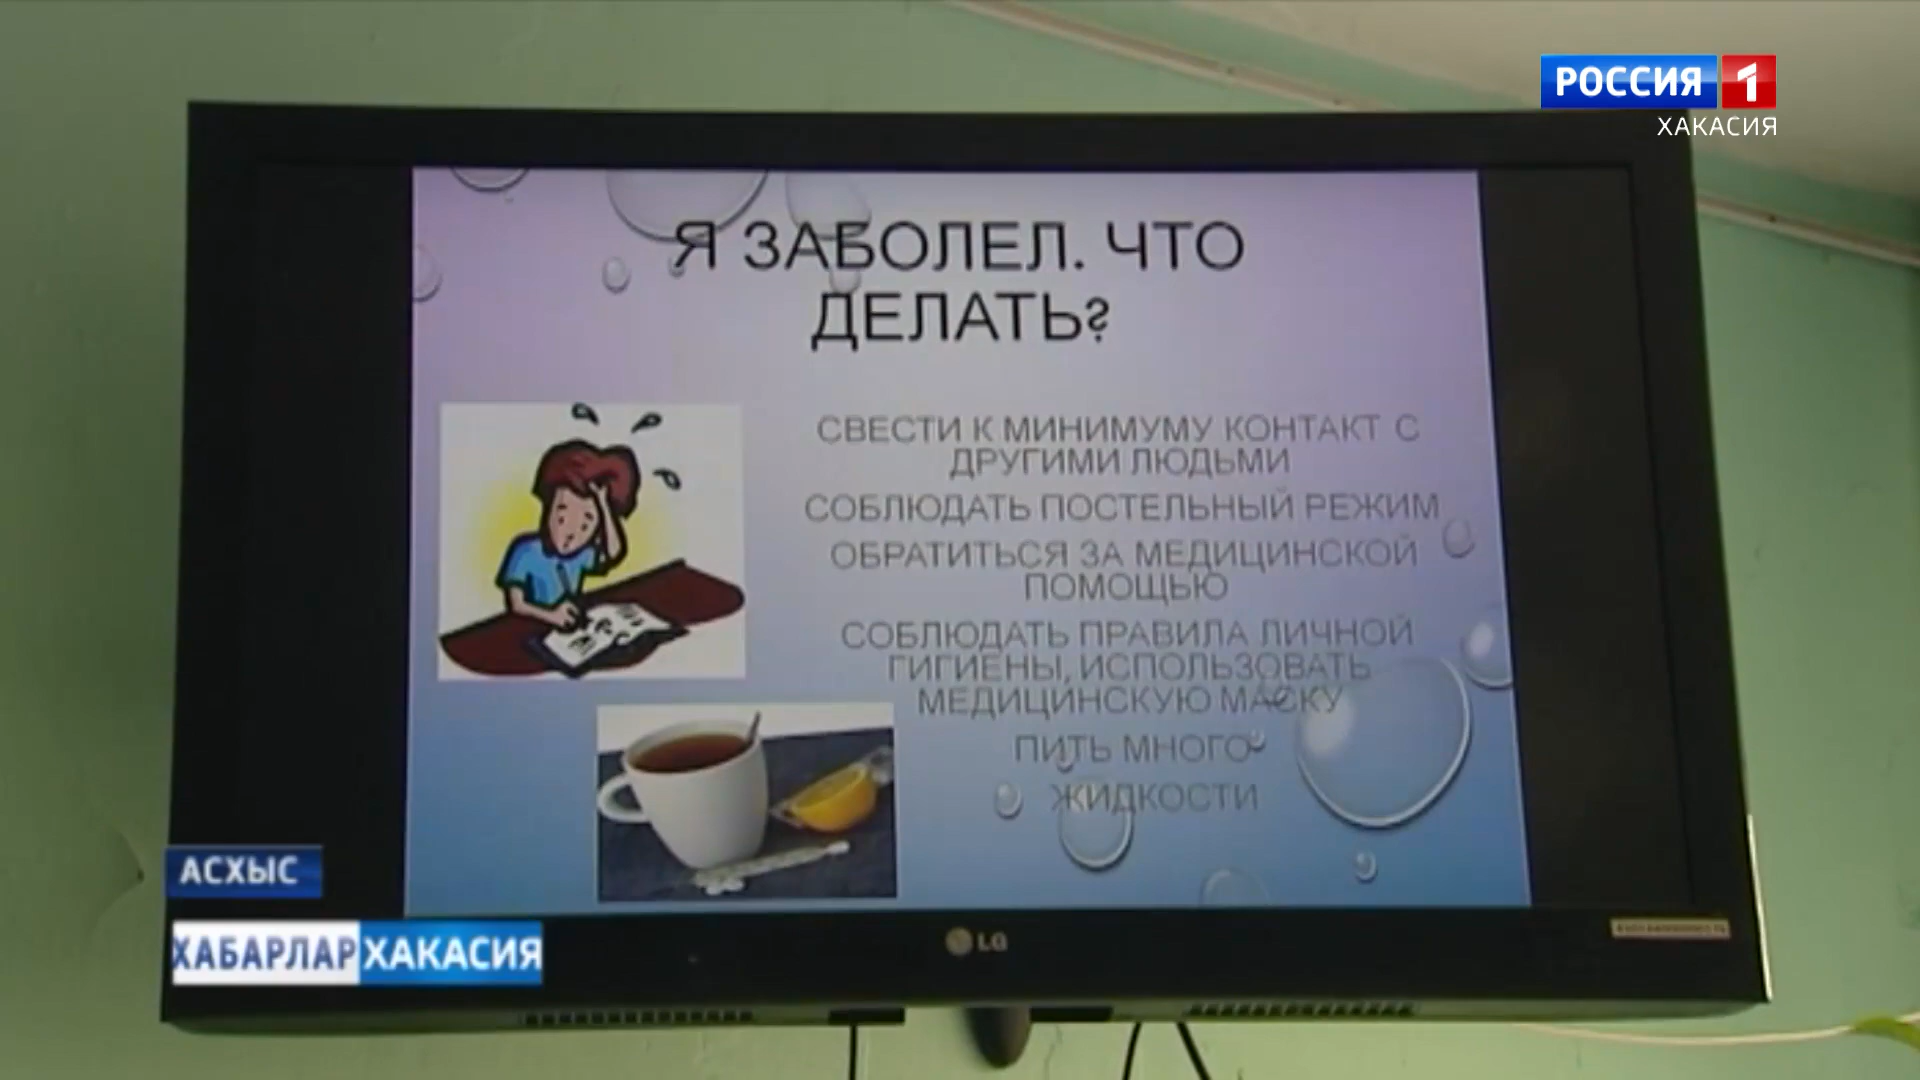 РОССИЯ 1
ХАКАСИЯ
Я ЗАБОЛЕЛ. ЧТО
ДЕЛАТЬ?
СВЕСТИ К МИНИМУМУ КОНТАКТ С
ДРУГИМИ ЛЮДЬМИ
СОБЛЮДАТЬ ПОСТЕЛЬНЫЙ РЕЖИМ
ОБРАТИТЬСЯ ЗА МЕДИЦИНСКОЙ
ПОМОЩЬЮ
СОБЛЮДАТЬ ПРАВИЛА ЛИЧНОЙ
ГИГИЕНЫ, ИСПОЛЬЗОВАТЬ
МЕДИЦИНСКУЮ МАСКУ
ПИТЬ МНОГО
ЖИДКОСТИ
АСХЫС
ХАБАРЛАР ХАКАСИЯ
LG